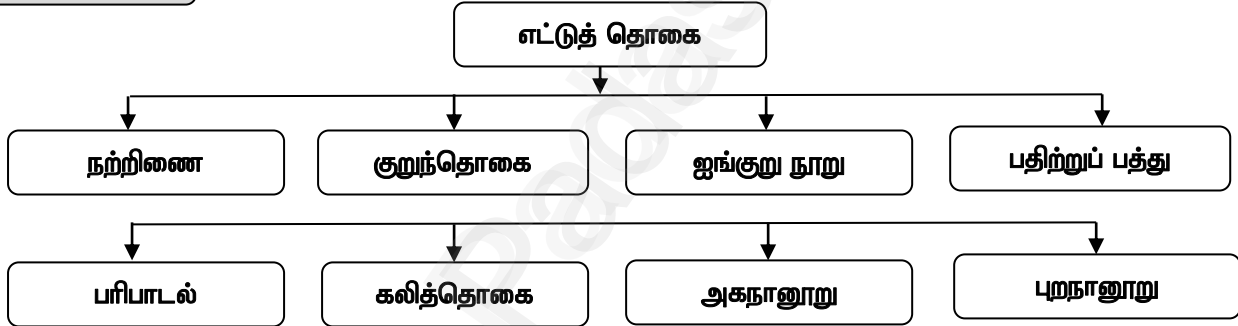 எட்டுத் தொகை
நற்றிணை குறுந்தொகை ஐங்குறு நூறு பதிற்றுப் பத்து
பரிபாடல் கலித்தொகை அகநானூறு புறநானூறு